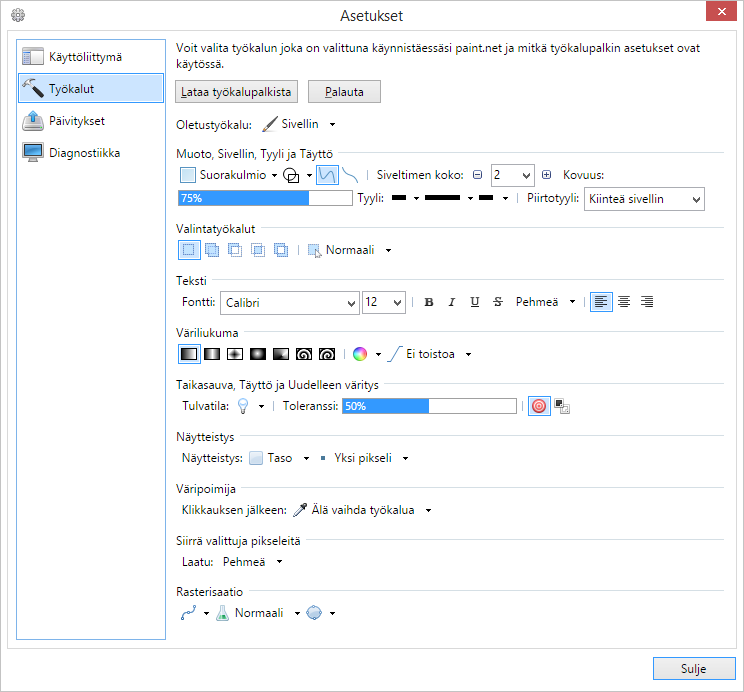 Asetukset
Käyttöliittymä
Työkalut
Päivitykset
Diagnostiikka
Voit valita työkalun joka on valittuna käynnistäessäsi paint.net ja mitkä työkalupalkin asetukset ovat
käytössä.
Lataa työkalupalkista Palauta
Oletustyökalu: Sivellin
Muoto, Sivellin, Tyyli ja Täyttö
Suorakulmio Siveltimen koko: 2 Kovuus:
75% Tyyli: Piirtotyyli: Kiinteä sivellin
Valintatyökalut
Normaali
Teksti
Fontti: Calibri 12 B I U S Pehmeä
Väriliukuma
Ei toistoa
Taikasauva, Täyttö ja Uudelleen väritys
Tulvatila: Toleranssi: 50%
Näytteistys
Näytteistys: Taso Yksi pikseli
Väripoimija
Klikkauksen jälkeen: Älä vaihda työkalua
Siirrä valittuja pikseleitä
Laatu: Pehmeä
Rasterisaatio
Normaali
Sulje